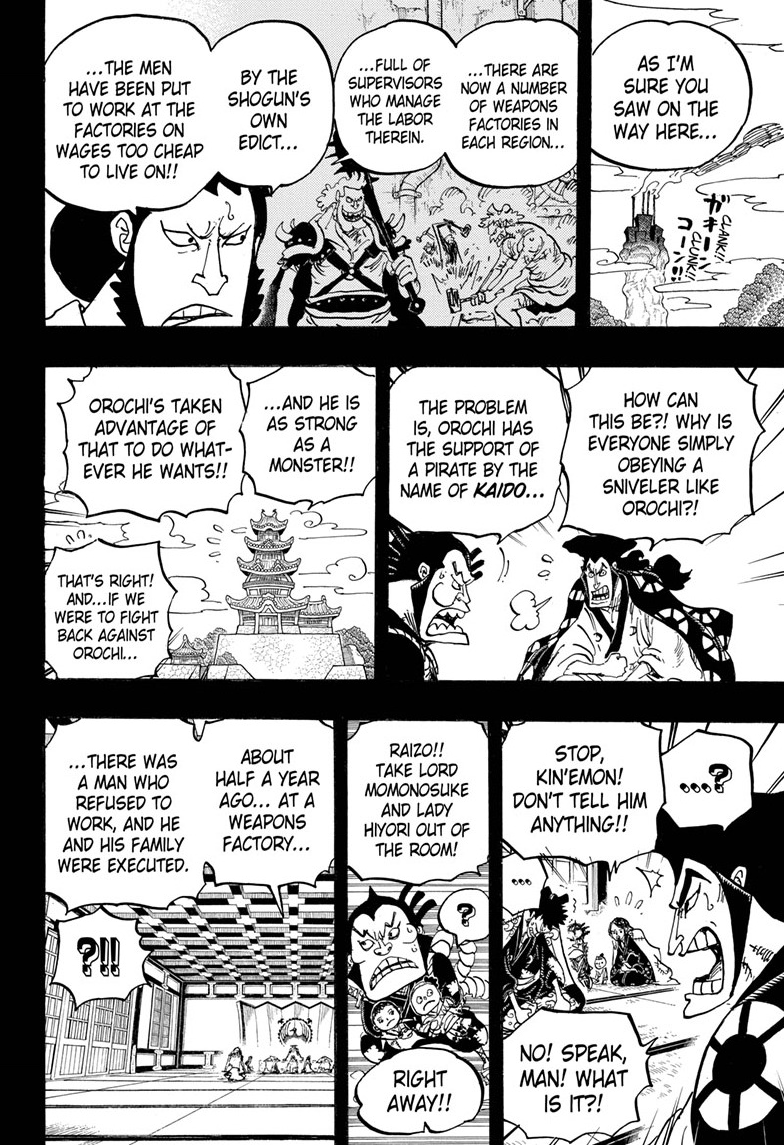 AS I'M
SURE YOU
SAW ON THE
WAY HERE...
ガキーン
コーン!!
CLANK!!
CLUNK!!
...THERE ARE
NOW A NUMBER
OF WEAPONS
FACTORIES IN
EACH REGION...
...FULL OF
SUPERVISORS
WHO MANAGE
THE LABOR
THEREIN.
BY THE
SHOGUN'S
OWN
EDICT...
...THE MEN
HAVE BEEN PUT
TO WORK AT THE
FACTORIES ON
WAGES TOO CHEAP
TO LIVE ON!!
HOW CAN
THIS BE?! WHY IS
EVERYONE SIMPLY
OBEYING A
SNIVELER LIKE
OROCHI?!
THE PROBLEM
IS, OROCHI HAS
THE SUPPORT OF
A PIRATE BY THE
NAME OF KAIDO...
...AND HE IS
AS STRONG
AS A
MONSTER!!
OROCHI'S TAKEN
ADVANTAGE OF
THAT TO DO WHAT-
EVER HE WANTS!!
THAT'S RIGHT!
AND...IF WE
WERE TO FIGHT
BACK AGAINST
OROCHI...
....?
STOP,
KIN'EMON!
DON'T TELL HIM
ANYTHING!!
...
NO! SPEAK,
MAN! WHAT
IS IT?!
RAIZO!!
TAKE LORD
MOMONOSUKE
AND LADY
HIYORI OUT OF
THE ROOM!
?
RIGHT
AWAY!!
ABOUT
HALF A YEAR
AGO... AT A
WEAPONS
FACTORY...
...THERE WAS
A MAN WHO
REFUSED TO
WORK, AND HE
AND HIS FAMILY
WERE EXECUTED.
?!!